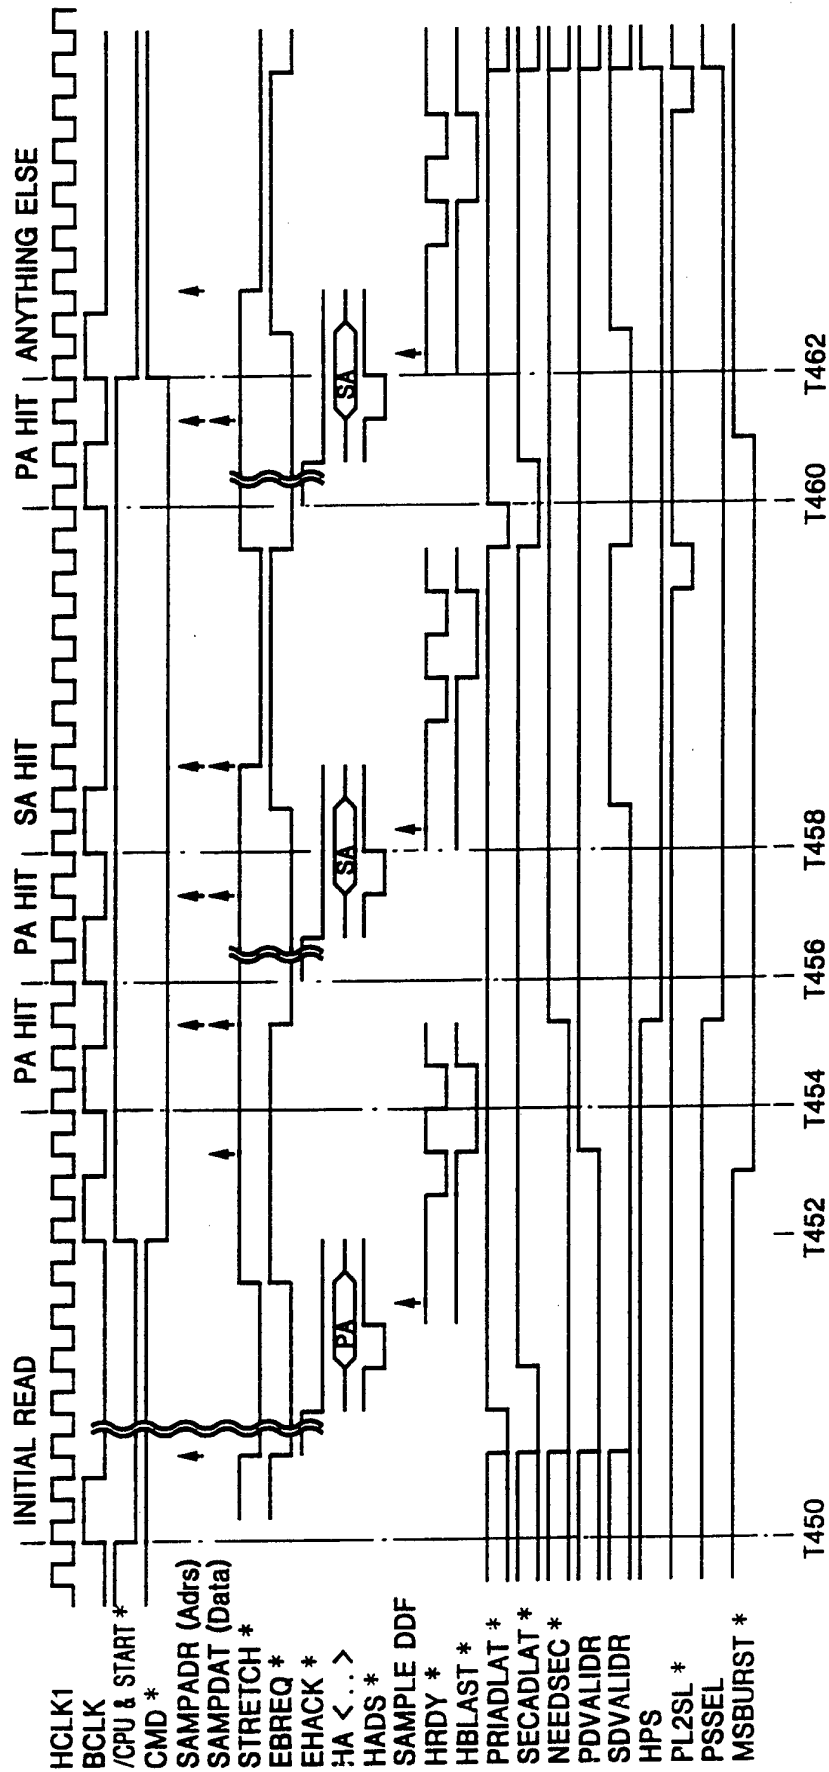 INITIAL READ | PA HIT | PA HIT | SA HIT | PA HIT | ANYTHING ELSE
HCLK1
BCLK
/CPU & START *
CMD *
SAMPADR (Adrs)
SAMPDAT (Data)
STRETCH *
EBREQ *
EHACK *
HA <..>
PA SA SA
HADS *
SAMPLE DDF
HRDY *
HBLAST *
PRIADLAT *
SECADLAT *
NEEDSEC *
PDVALIDR
SDVALIDR
HPS
PL2SL *
PSSEL
MSBURST *
T450 T452 T454 T456 T458 T460 T462